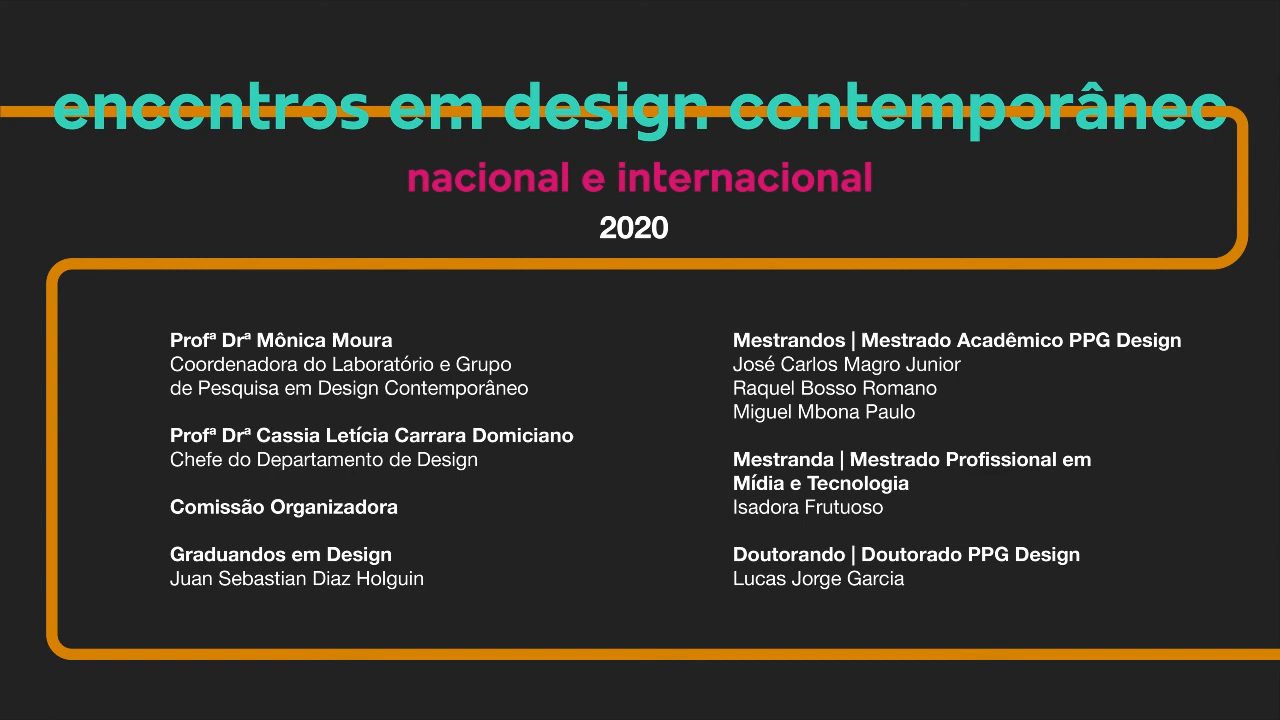 encontros em design contemporâneo
nacional e internacional
2020
Profª Drª Mônica Moura
Coordenadora do Laboratório e Grupo
de Pesquisa em Design Contemporâneo
Profª Drª Cassia Letícia Carrara Domiciano
Chefe do Departamento de Design
Comissão Organizadora
Graduandos em Design
Juan Sebastian Diaz Holguin
Mestrandos | Mestrado Acadêmico PPG Design
José Carlos Magro Junior
Raquel Bosso Romano
Miguel Mbona Paulo
Mestranda | Mestrado Profissional em
Mídia e Tecnologia
Isadora Frutuoso
Doutorando | Doutorado PPG Design
Lucas Jorge Garcia